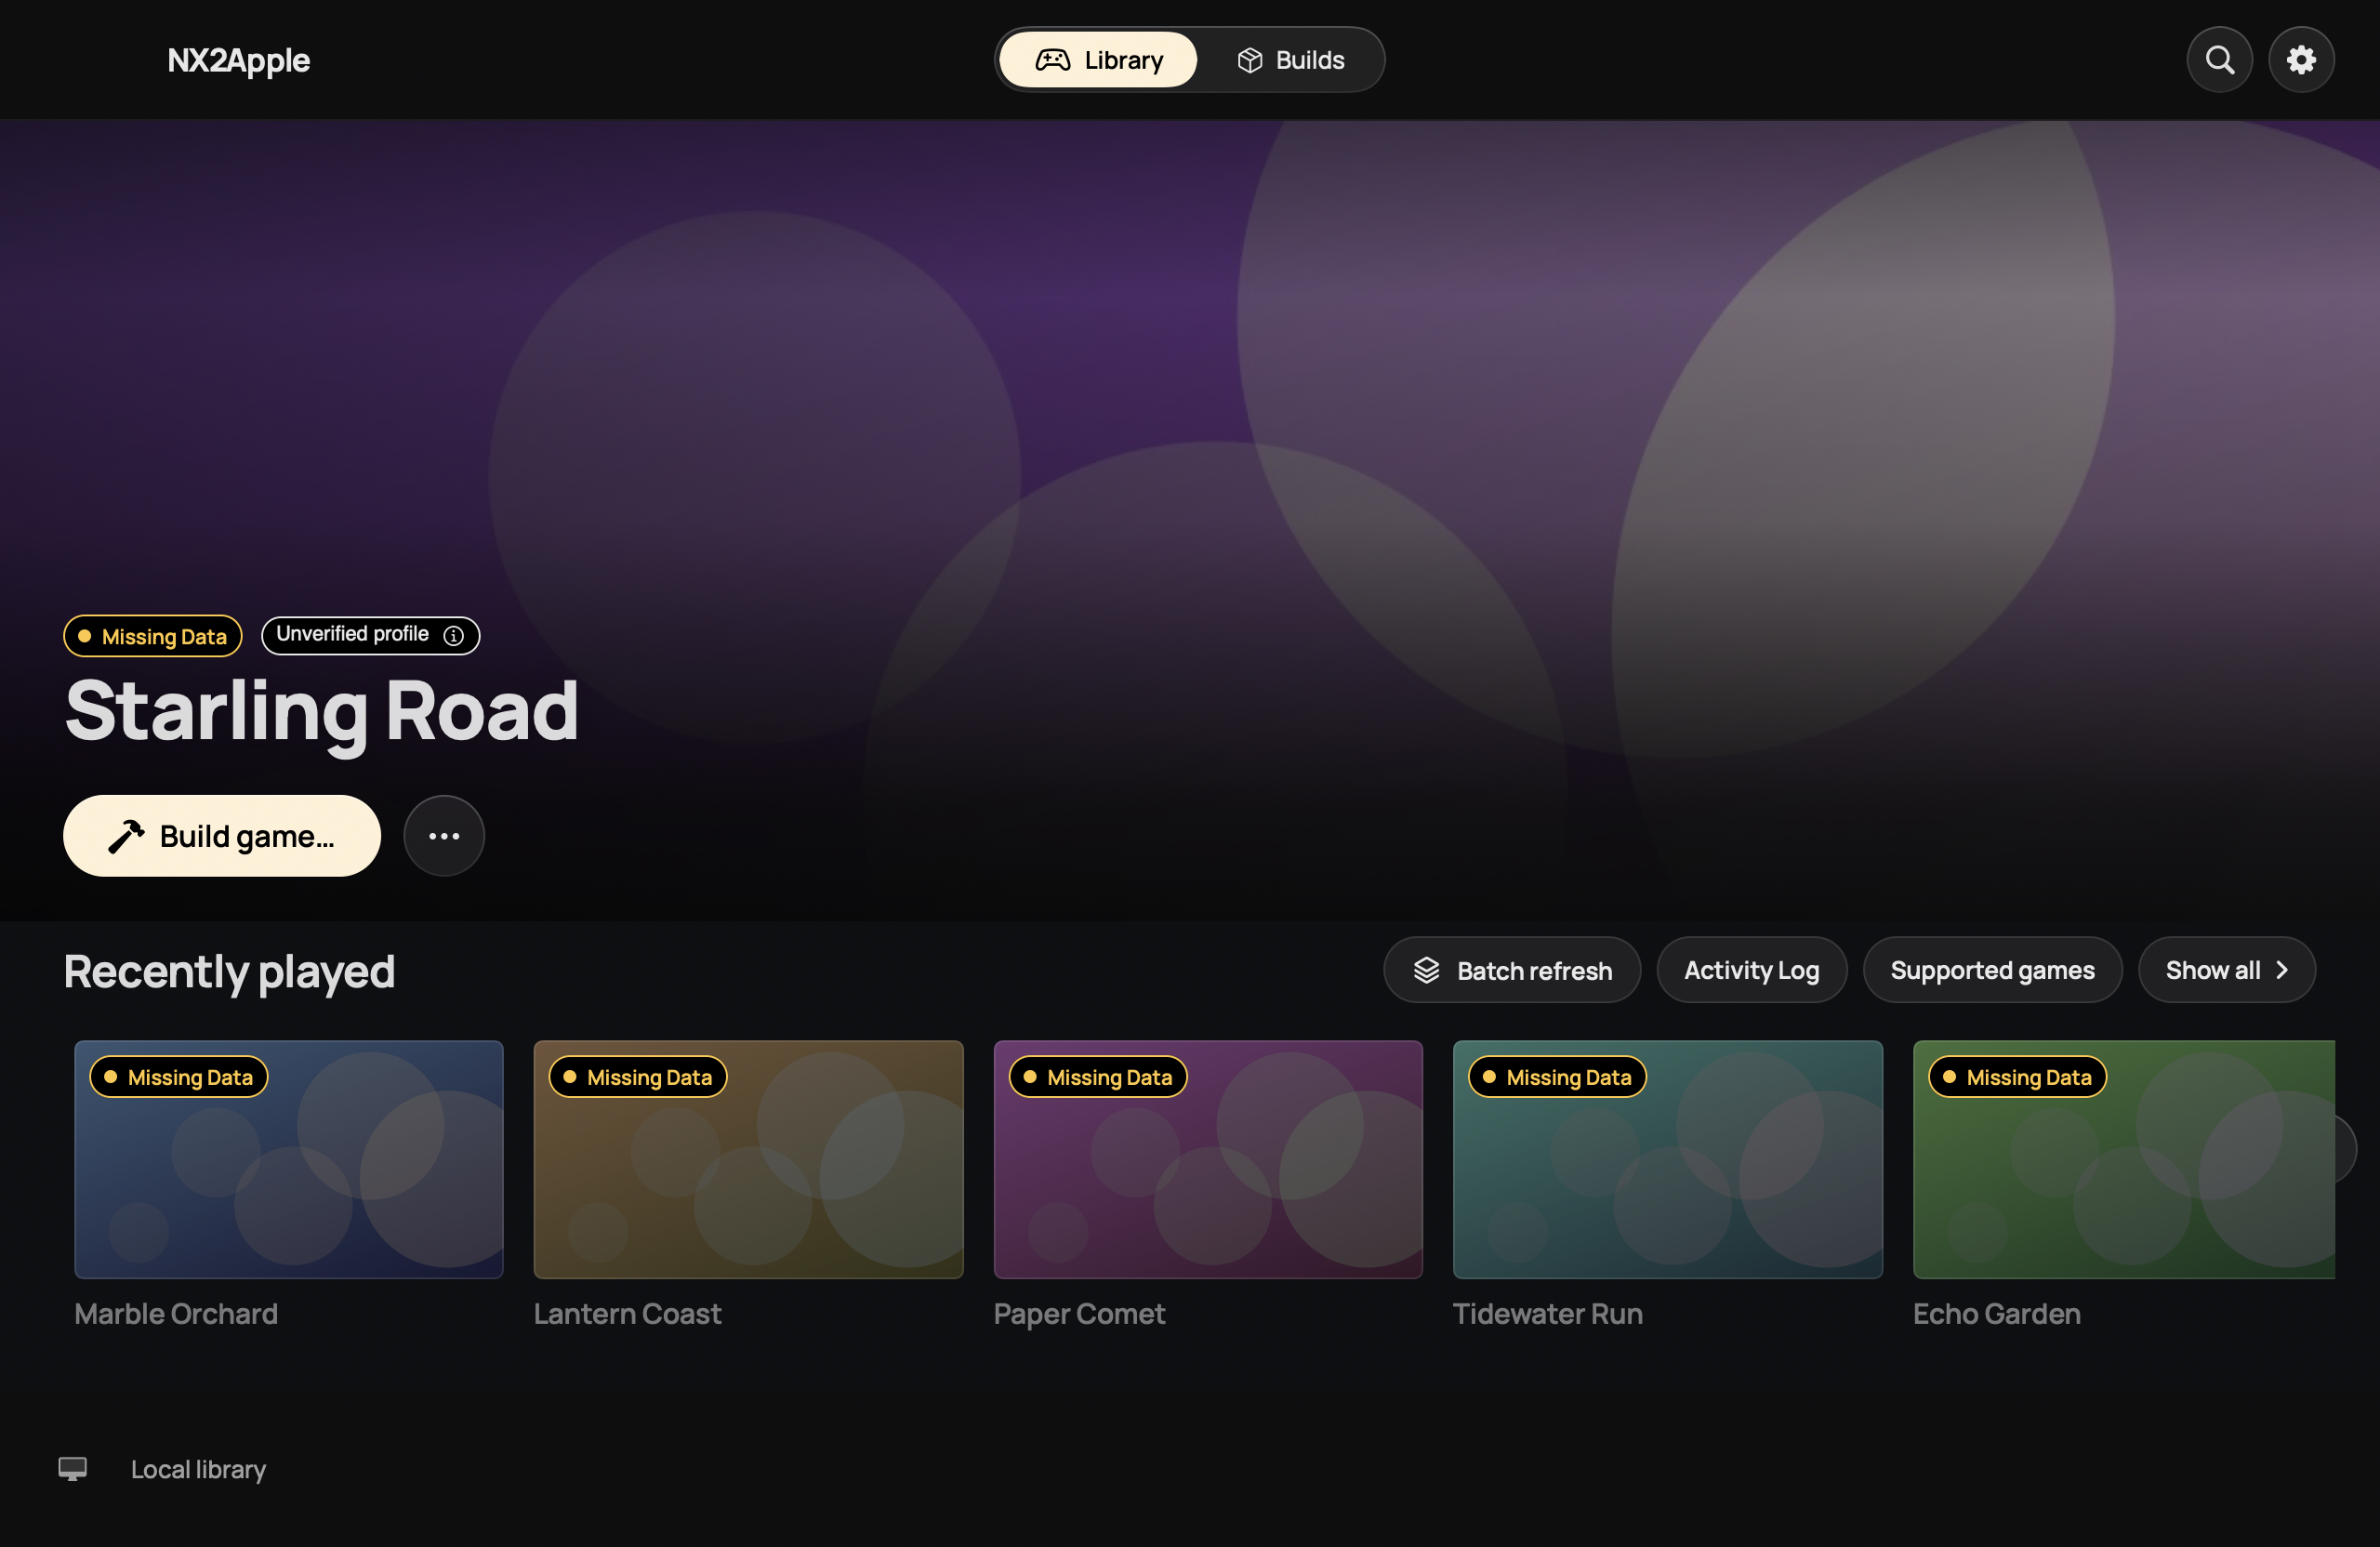 NX2Apple
Library
Builds
Missing Data
Unverified profile
Starling Road
Build game...
Recently played
Batch refresh
Activity Log
Supported games
Show all
Missing Data
Missing Data
Missing Data
Missing Data
Missing Data
Marble Orchard
Lantern Coast
Paper Comet
Tidewater Run
Echo Garden
Local library